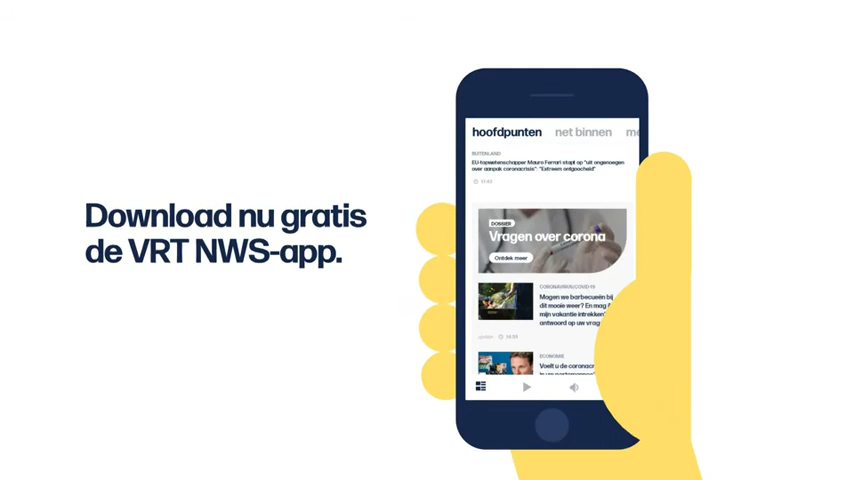 Download nu gratis
de VRT NWS-app.
hoofdpunten net binnen me
BUITENLAND
EU-topwetenschapper Mauro Ferrari stapt op "uit ongenoegen
over aanpak coronacrisis": "Extreem ontgoocheld"
DOSSIER
Vragen over corona
Ontdek meer
CORONAVIRUS/COVID-19
Mogen we barbecueën bij
dit mooie weer? En mag
mijn vakantie intrekken?
antwoord op uw vrag
ECONOMIE
Voelt u de coronacr